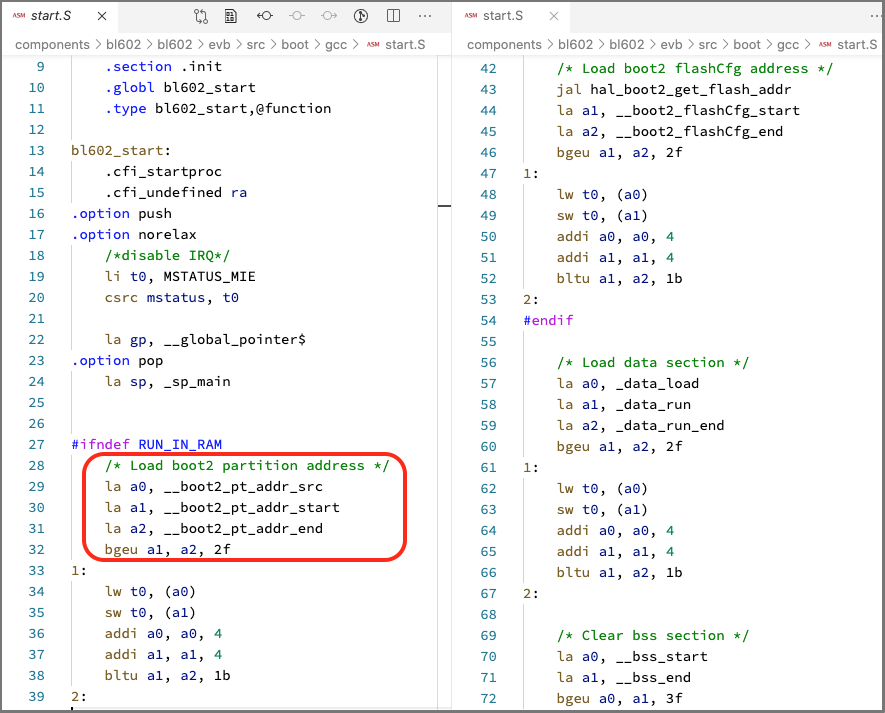 ASM start.S
components > bl602 > bl602 > evb > src > boot > gcc > ASM start.S
9 .section .init
10 .globl bl602_start
11 .type bl602_start,@function
12
13 bl602_start:
14 .cfi_startproc
15 .cfi_undefined ra
16 .option push
17 .option norelax
18 /*disable IRQ*/
19 li t0, MSTATUS_MIE
20 csrc mstatus, t0
21
22 la gp, __global_pointer$
23 .option pop
24 la sp, _sp_main
25
26
27 #ifndef RUN_IN_RAM
28 /* Load boot2 partition address */
29 la a0, __boot2_pt_addr_src
30 la a1, __boot2_pt_addr_start
31 la a2, __boot2_pt_addr_end
32 bgeu a1, a2, 2f
33 1:
34 lw t0, (a0)
35 sw t0, (a1)
36 addi a0, a0, 4
37 addi a1, a1, 4
38 bltu a1, a2, 1b
39 2:
ASM start.S
components > bl602 > bl602 > evb > src > boot > gcc > ASM start.S
42 /* Load boot2 flashCfg address */
43 jal hal_boot2_get_flash_addr
44 la a1, __boot2_flashCfg_start
45 la a2, __boot2_flashCfg_end
46 bgeu a1, a2, 2f
47 1:
48 lw t0, (a0)
49 sw t0, (a1)
50 addi a0, a0, 4
51 addi a1, a1, 4
52 bltu a1, a2, 1b
53 2:
54 #endif
55
56 /* Load data section */
57 la a0, _data_load
58 la a1, _data_run
59 la a2, _data_run_end
60 bgeu a1, a2, 2f
61 1:
62 lw t0, (a0)
63 sw t0, (a1)
64 addi a0, a0, 4
65 addi a1, a1, 4
66 bltu a1, a2, 1b
67 2:
68
69 /* Clear bss section */
70 la a0, __bss_start
71 la a1, __bss_end
72 bgeu a0, a1, 3f